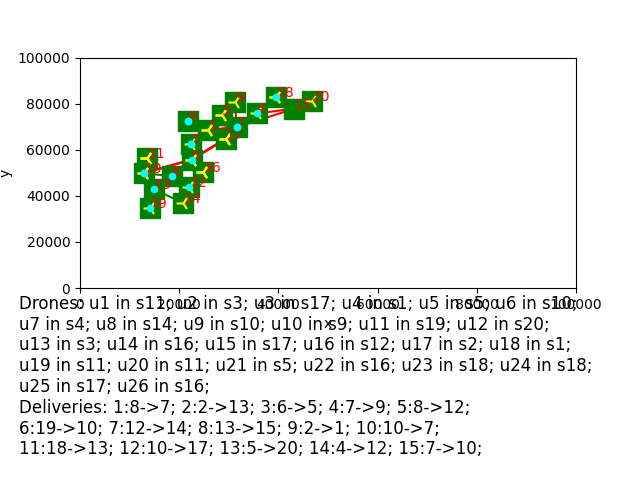 100000
80000
60000
40000
20000
0
y
0 20000 40000 60000 80000 100000
x
Drones: u1 in s11; u2 in s3; u3 in s17; u4 in s1; u5 in s5; u6 in s10;
u7 in s4; u8 in s14; u9 in s10; u10 in s9; u11 in s19; u12 in s20;
u13 in s3; u14 in s16; u15 in s17; u16 in s12; u17 in s2; u18 in s1;
u19 in s11; u20 in s11; u21 in s5; u22 in s16; u23 in s18; u24 in s18;
u25 in s17; u26 in s16;
Deliveries: 1:8->7; 2:2->13; 3:6->5; 4:7->9; 5:8->12;
6:19->10; 7:12->14; 8:13->15; 9:2->1; 10:10->7;
11:18->13; 12:10->17; 13:5->20; 14:4->12; 15:7->10;